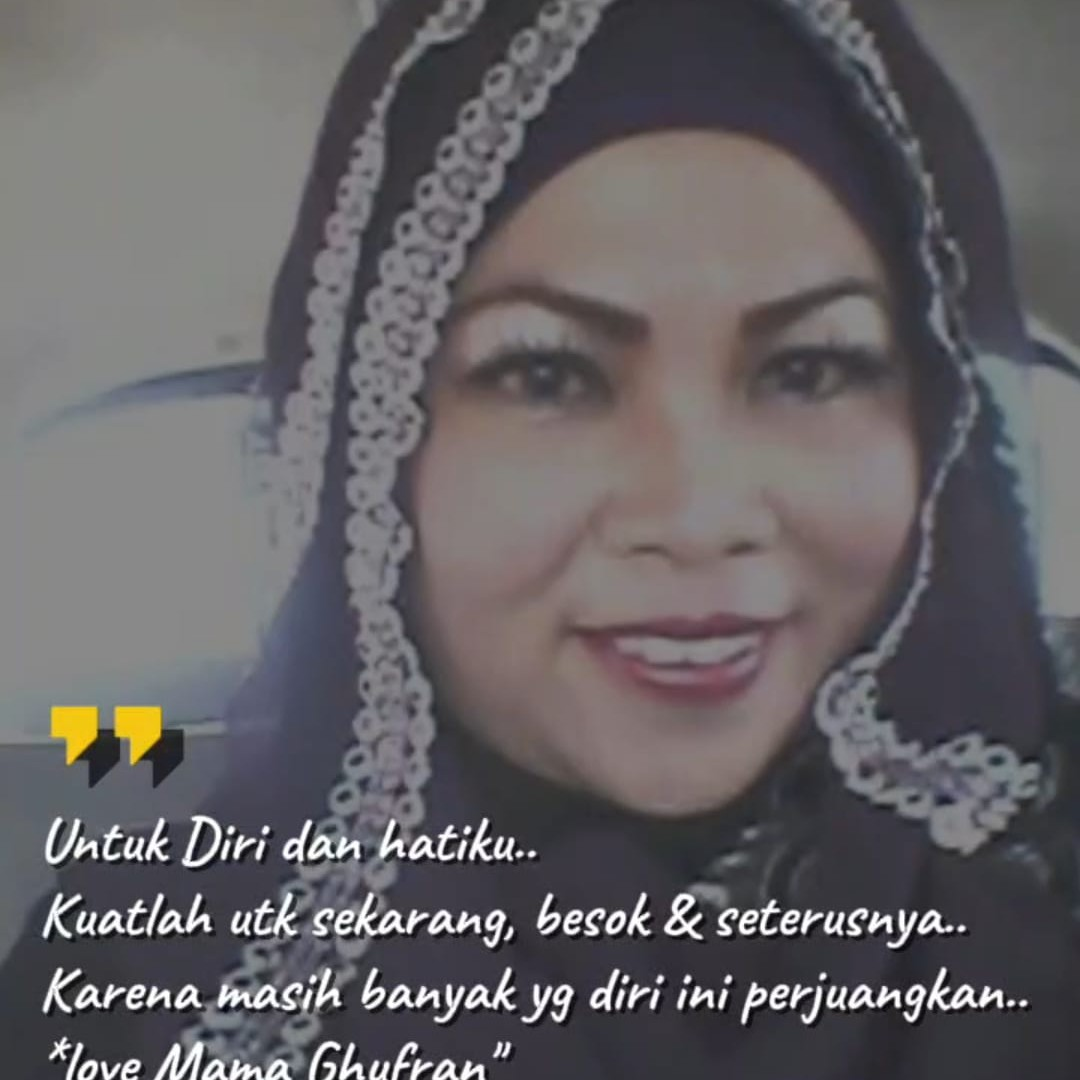 Untuk Diri dan hatiku..
Kuatlah utk sekarang, besok & seterusnya..
Karena masih banyak yg diri ini perjuangkan..
*love Mama Ghufran"